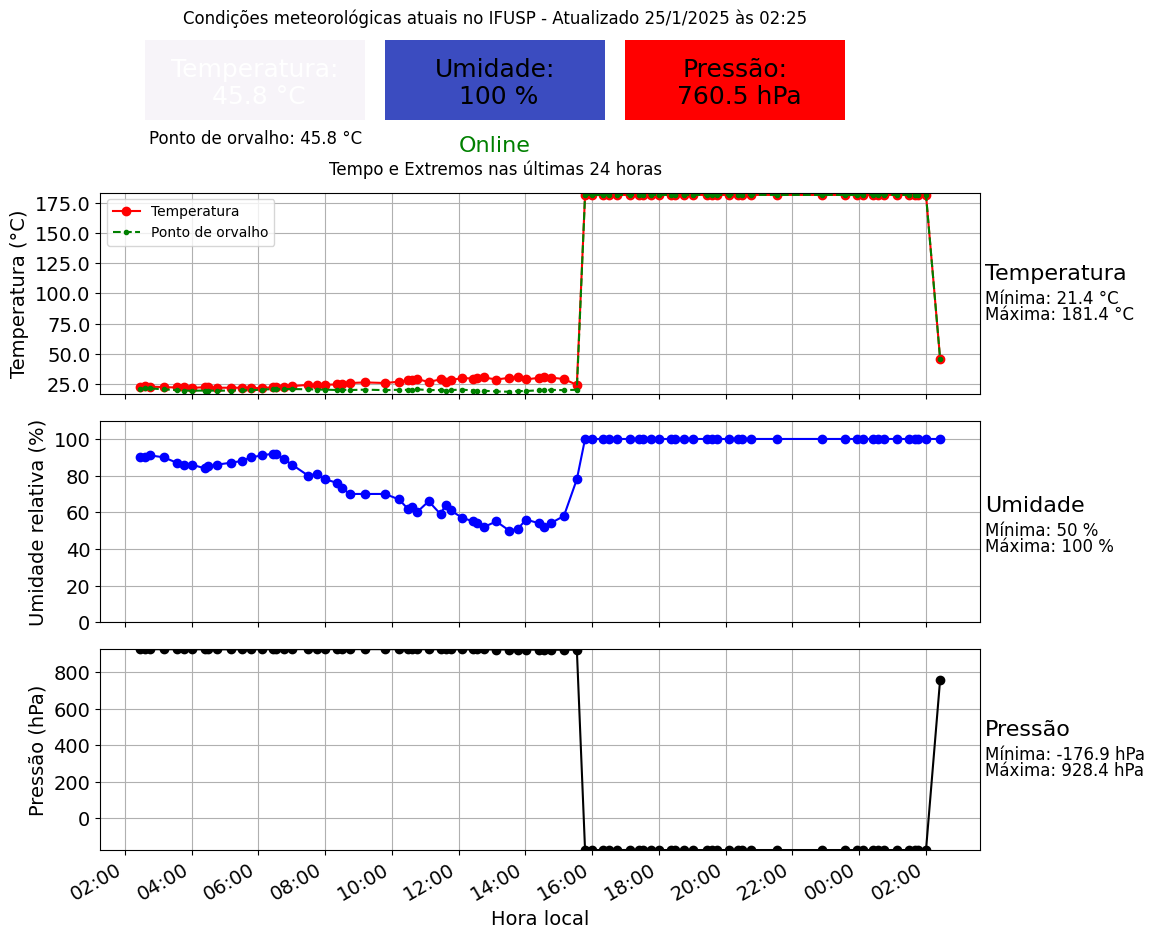 Condições meteorológicas atuais no IFUSP - Atualizado 25/1/2025 às 02:25
Temperatura:
45.8 °C
Umidade:
100 %
Pressão:
760.5 hPa
Ponto de orvalho: 45.8 °C
Online
Tempo e Extremos nas últimas 24 horas
Temperatura (°C)
175.0
150.0
125.0
100.0
75.0
50.0
25.0
Temperatura
Ponto de orvalho
Temperatura
Mínima: 21.4 °C
Máxima: 181.4 °C
Umidade relativa (%)
100
80
60
40
20
0
Umidade
Mínima: 50 %
Máxima: 100 %
Pressão (hPa)
800
600
400
200
0
Pressão
Mínima: -176.9 hPa
Máxima: 928.4 hPa
02:00
04:00
06:00
08:00
10:00
12:00
14:00
16:00
18:00
20:00
22:00
00:00
02:00
Hora local